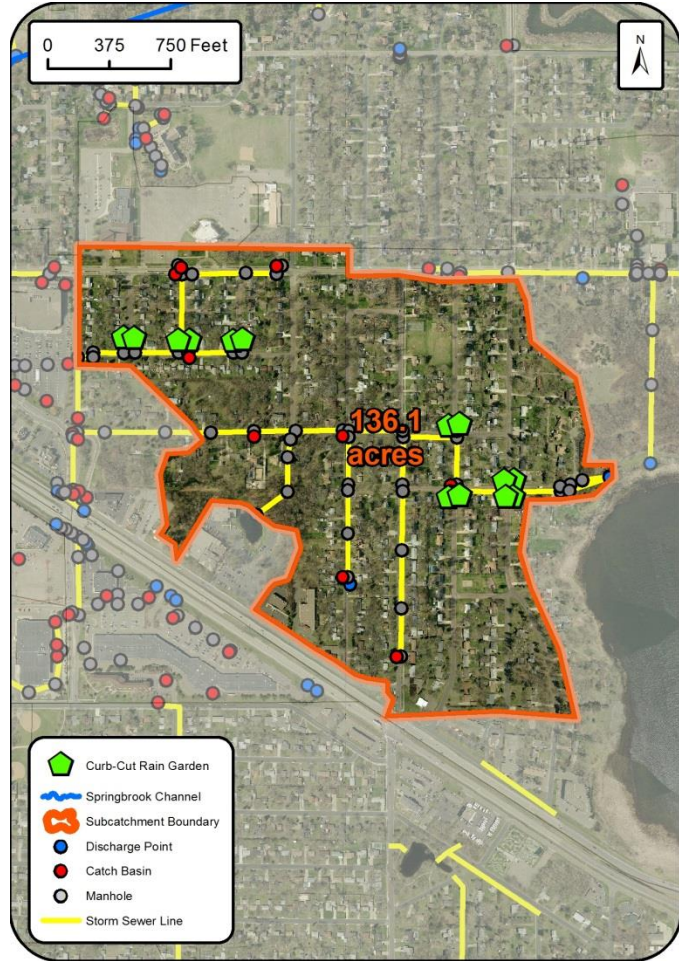 0 375 750 Feet
N
136.1
acres
Curb-Cut Rain Garden
Springbrook Channel
Subcatchment Boundary
Discharge Point
Catch Basin
Manhole
Storm Sewer Line